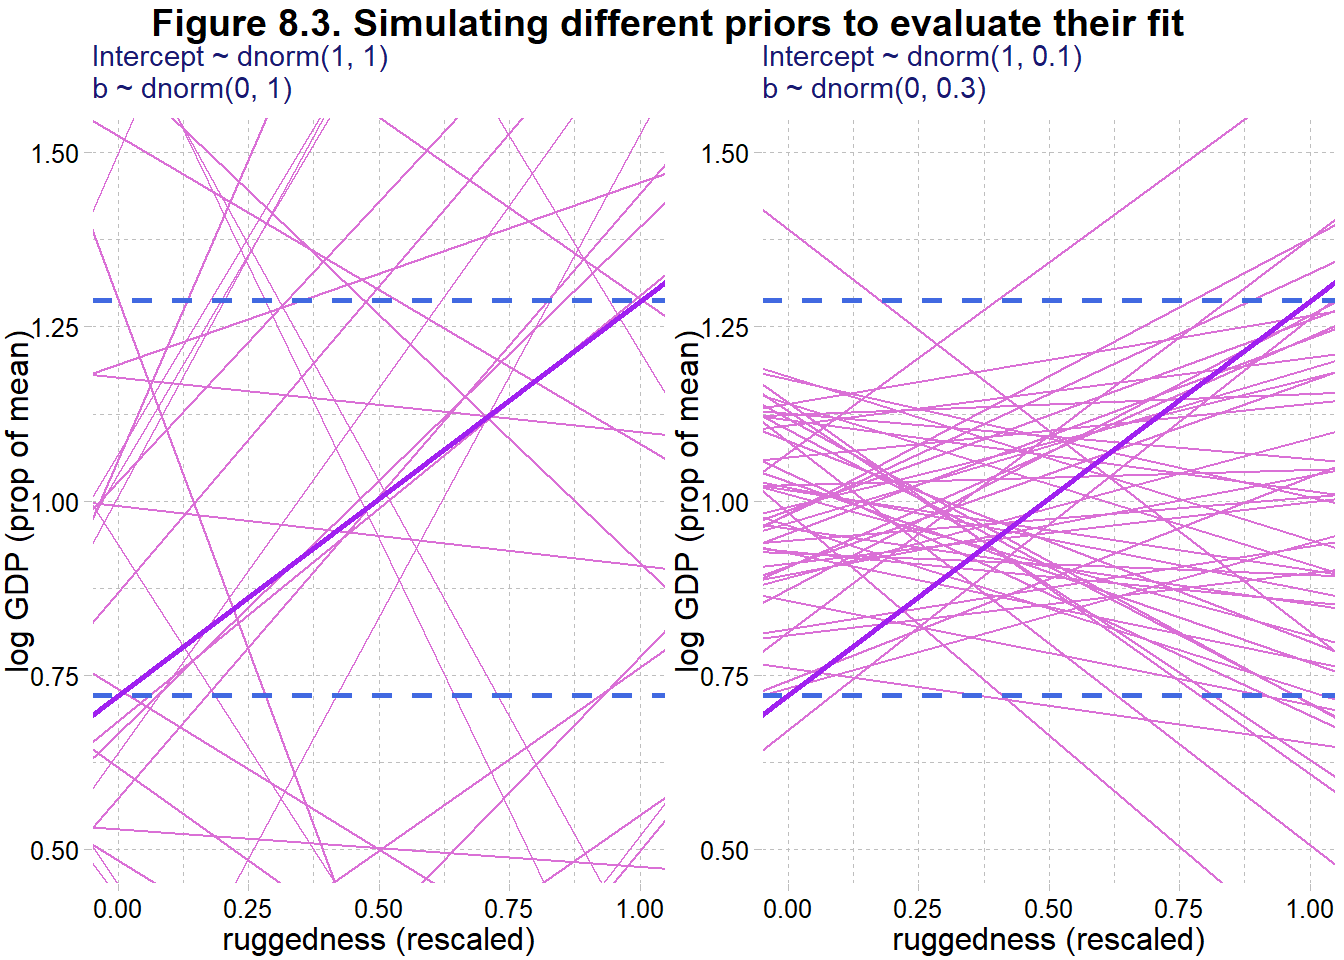 Figure 8.3. Simulating different priors to evaluate their fit
Intercept ~ dnorm(1, 1)
b ~ dnorm(0, 1)
1.50
1.25
1.00
0.75
0.50
log GDP (prop of mean)
0.00 0.25 0.50 0.75 1.00
ruggedness (rescaled)
Intercept ~ dnorm(1, 0.1)
b ~ dnorm(0, 0.3)
1.50
1.25
1.00
0.75
0.50
log GDP (prop of mean)
0.00 0.25 0.50 0.75 1.00
ruggedness (rescaled)